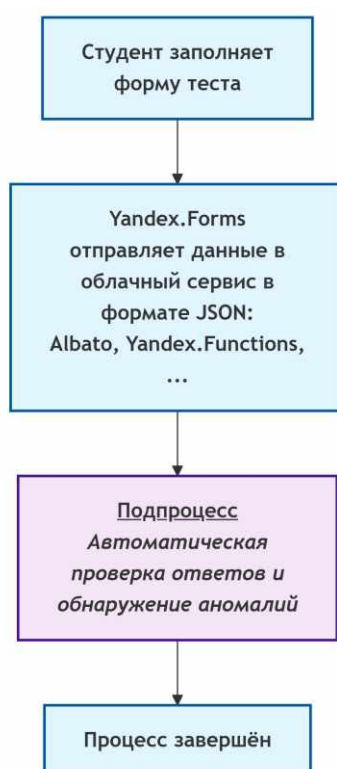 Студент заполняет
форму теста
Yandex.Forms
отправляет данные в
облачный сервис в
формате JSON:
Albato, Yandex.Functions,
...
Подпроцесс
Автоматическая
проверка ответов и
обнаружение аномалий
Процесс завершён